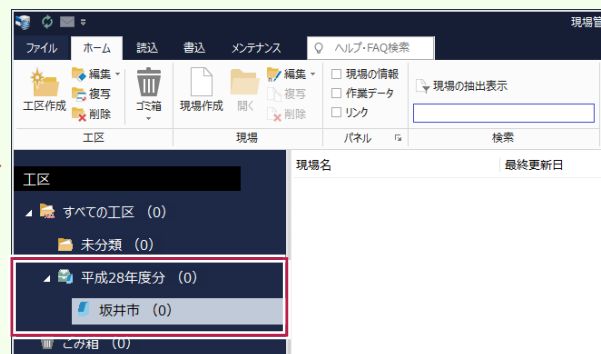 現場管
ファイル ホーム 読込 書込 メンテナンス ヘルプ・FAQ検索
工区作成 編集 複写 削除 ゴミ箱 現場作成 開く 編集 複写 削除 現場の情報 作業データ リンク 現場の抽出表示
工区 現場 パネル 検索
工区 現場名 最終更新日
すべての工区 (0)
未分類 (0)
平成28年度分 (0)
坂井市 (0)
ごみ箱 (0)